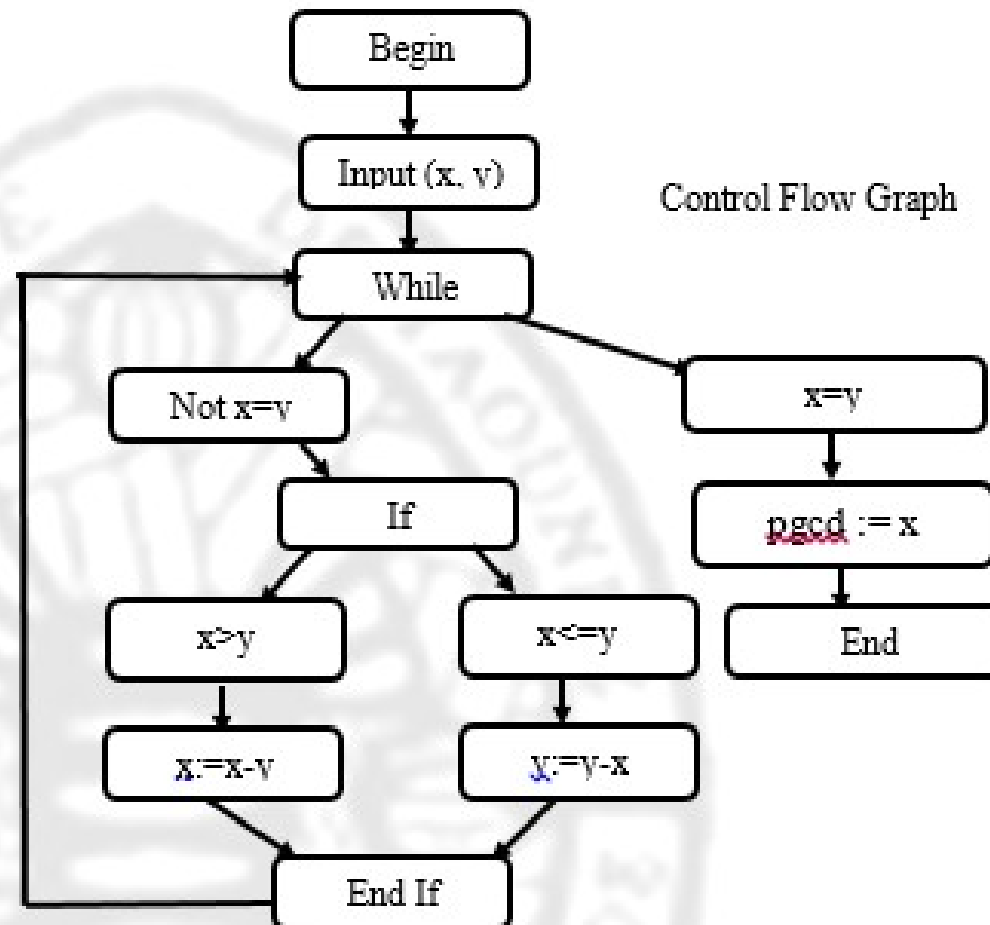 Begin
Input (x, y)
Control Flow Graph
While
Not x=y
x=y
If
pgcd := x
x>y
x<=y
End
x:=x-y
y:=y-x
End If